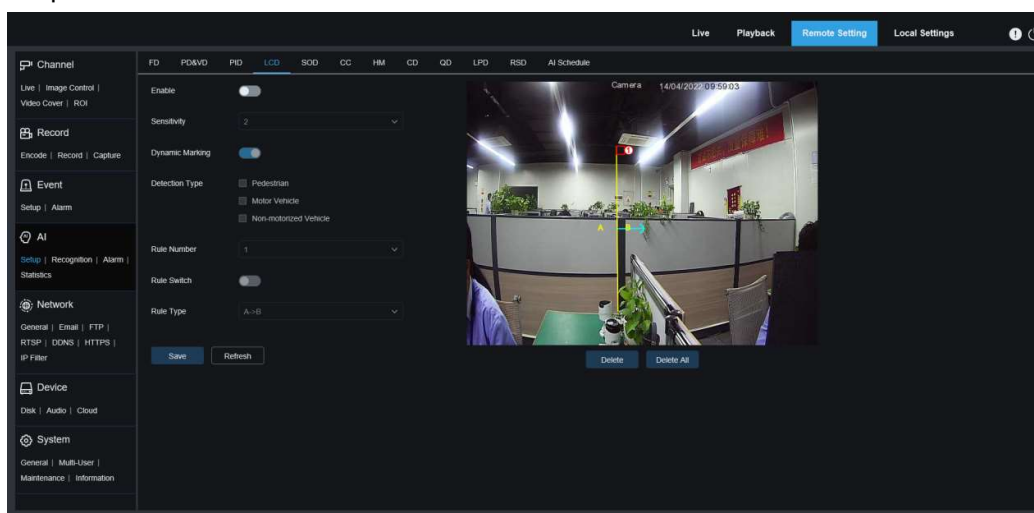 Live Playback Remote Setting Local Settings
Channel
Live | Image Control |
Video Cover | ROI
Record
Encode | Record | Capture
Event
Setup | Alarm
AI
Setup | Recognition | Alarm |
Statistics
Network
General | Email | FTP |
RTSP | DDNS | HTTPS |
IP Filter
Device
Disk | Audio | Cloud
System
General | Multi-User |
Maintenance | Information
FD PD&VD PID LCD SOD CC HM CD QD LPD RSD AI Schedule
Enable
Sensitivity 2
Dynamic Marking
Detection Type Pedestrian
Motor Vehicle
Non-motorized Vehicle
Rule Number 1
Rule Switch
Rule Type A->B
Save Refresh
Camera 14/04/2022 09:59:03
1
A B
Delete Delete All